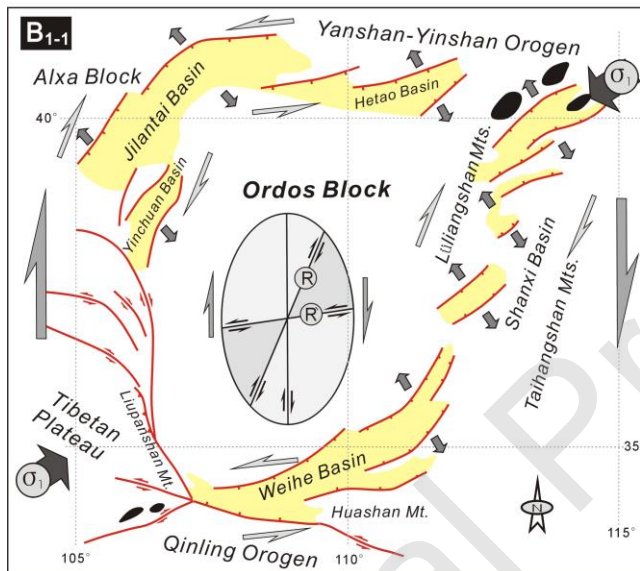 B1-1
Yanshan-Yinshan Orogen
Alxa Block
σ1
Jilantai Basin
Hetao Basin
40°
Lüliangshan Mts.
Yinchuan Basin
Ordos Block
R
R'
Shanxi Basin
Taihangshan Mts.
Tibetan
Plateau
Liupanshan Mt.
35
σ1
Weihe Basin
Huashan Mt.
N
Qinling Orogen
105°
110°
115°